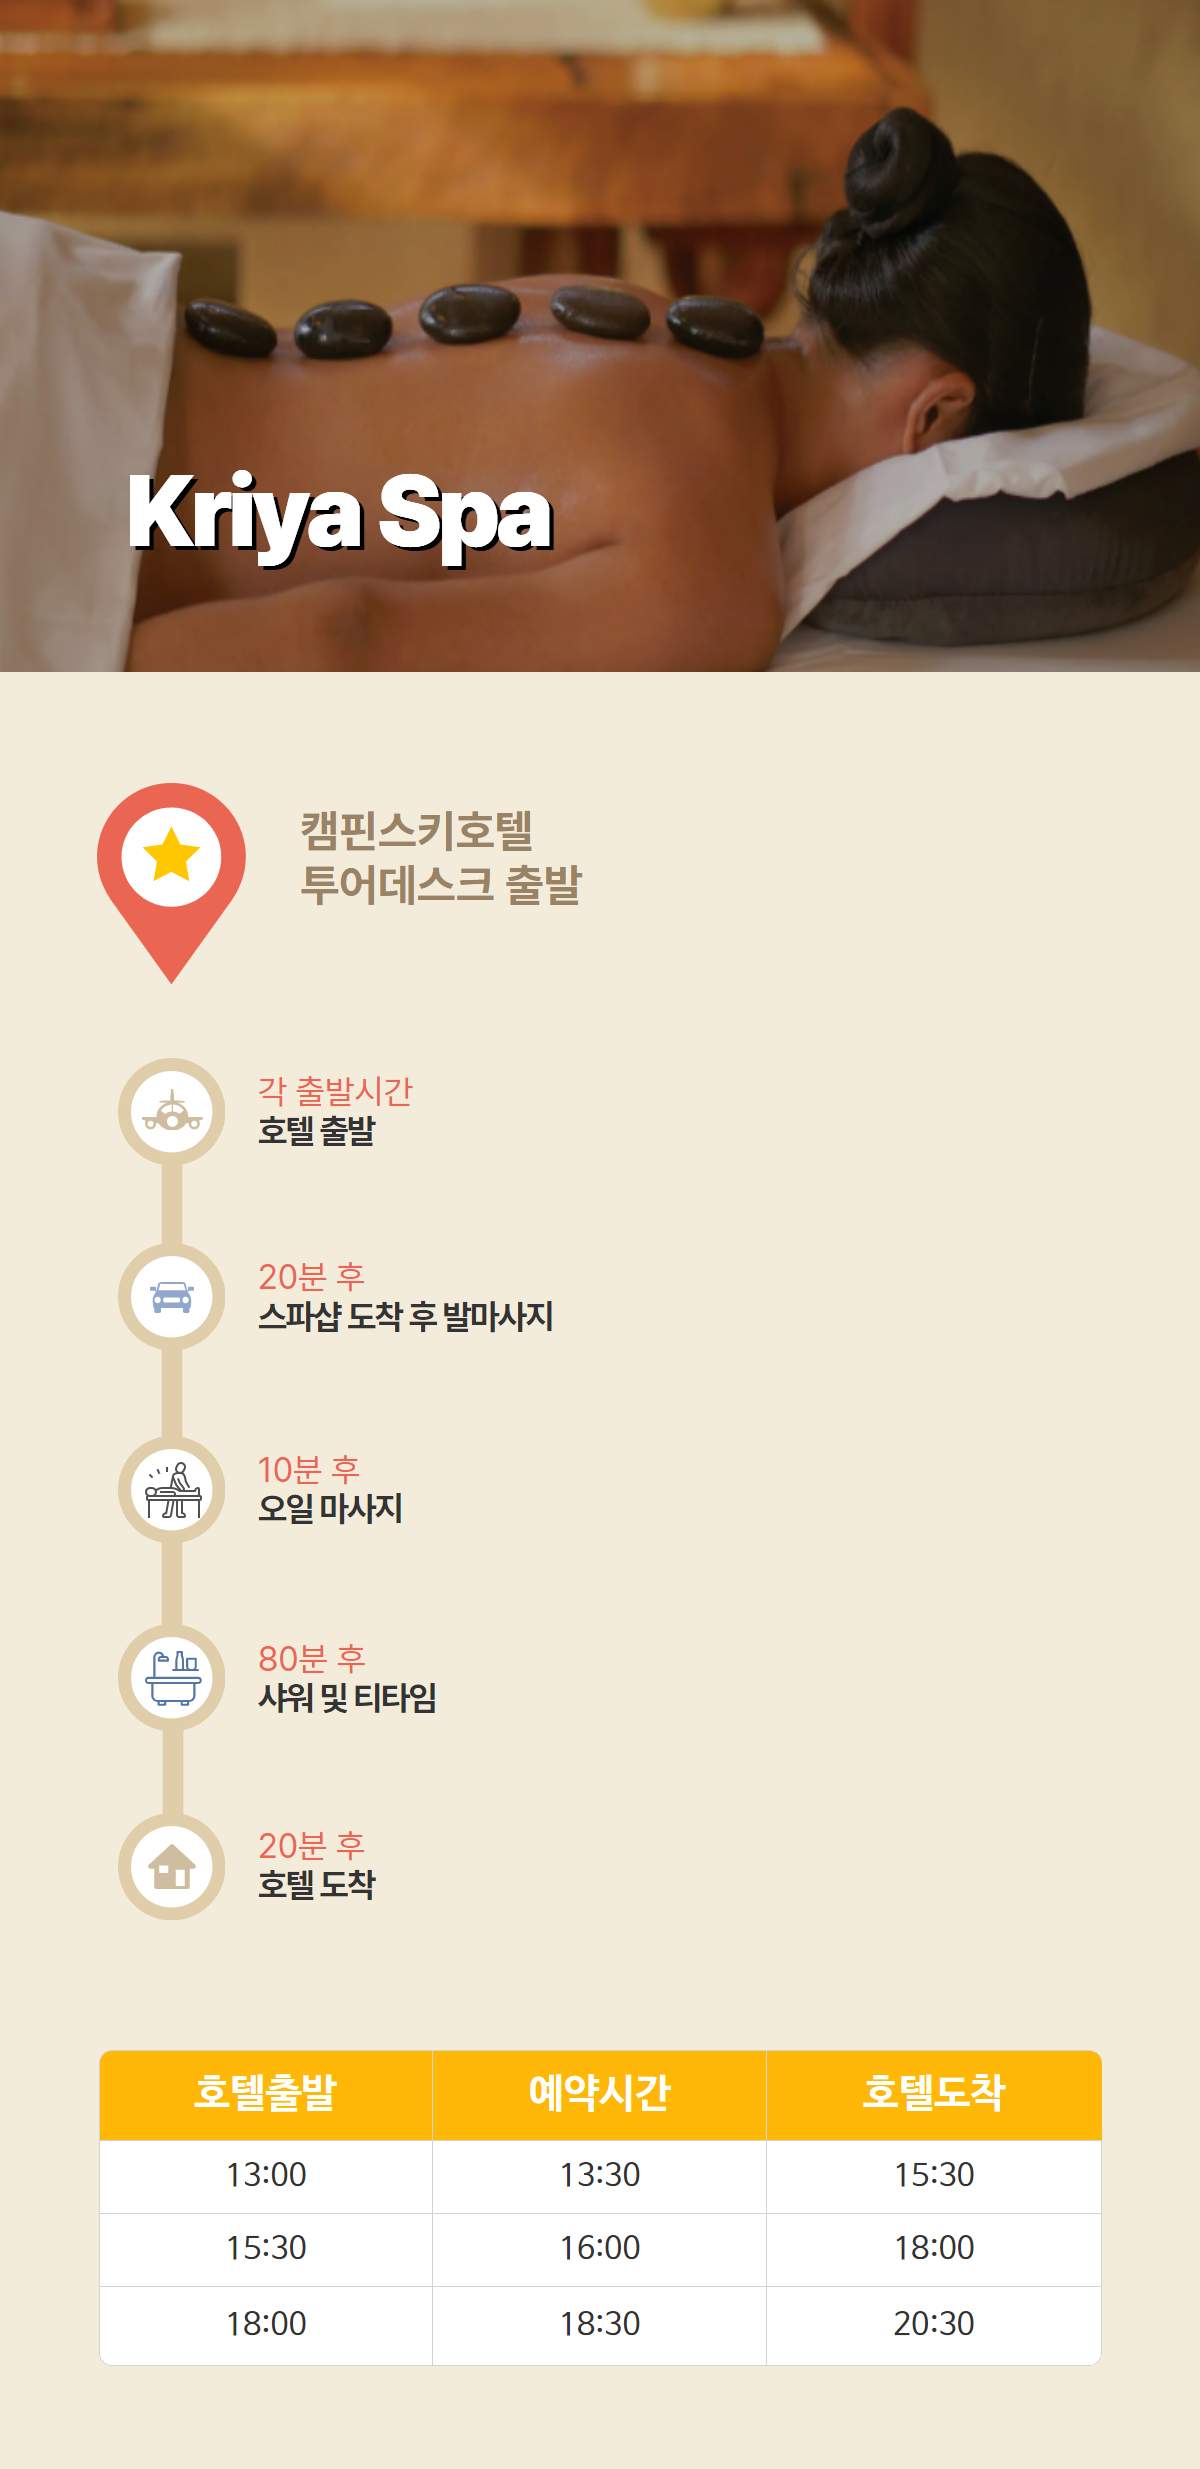 Kriya Spa
캠핀스키호텔
투어데스크 출발
각 출발시간
호텔 출발
20분 후
스파샵 도착 후 발마사지
10분 후
오일 마사지
80분 후
샤워 및 티타임
20분 후
호텔 도착
호텔출발 예약시간 호텔도착
13:00 13:30 15:30
15:30 16:00 18:00
18:00 18:30 20:30